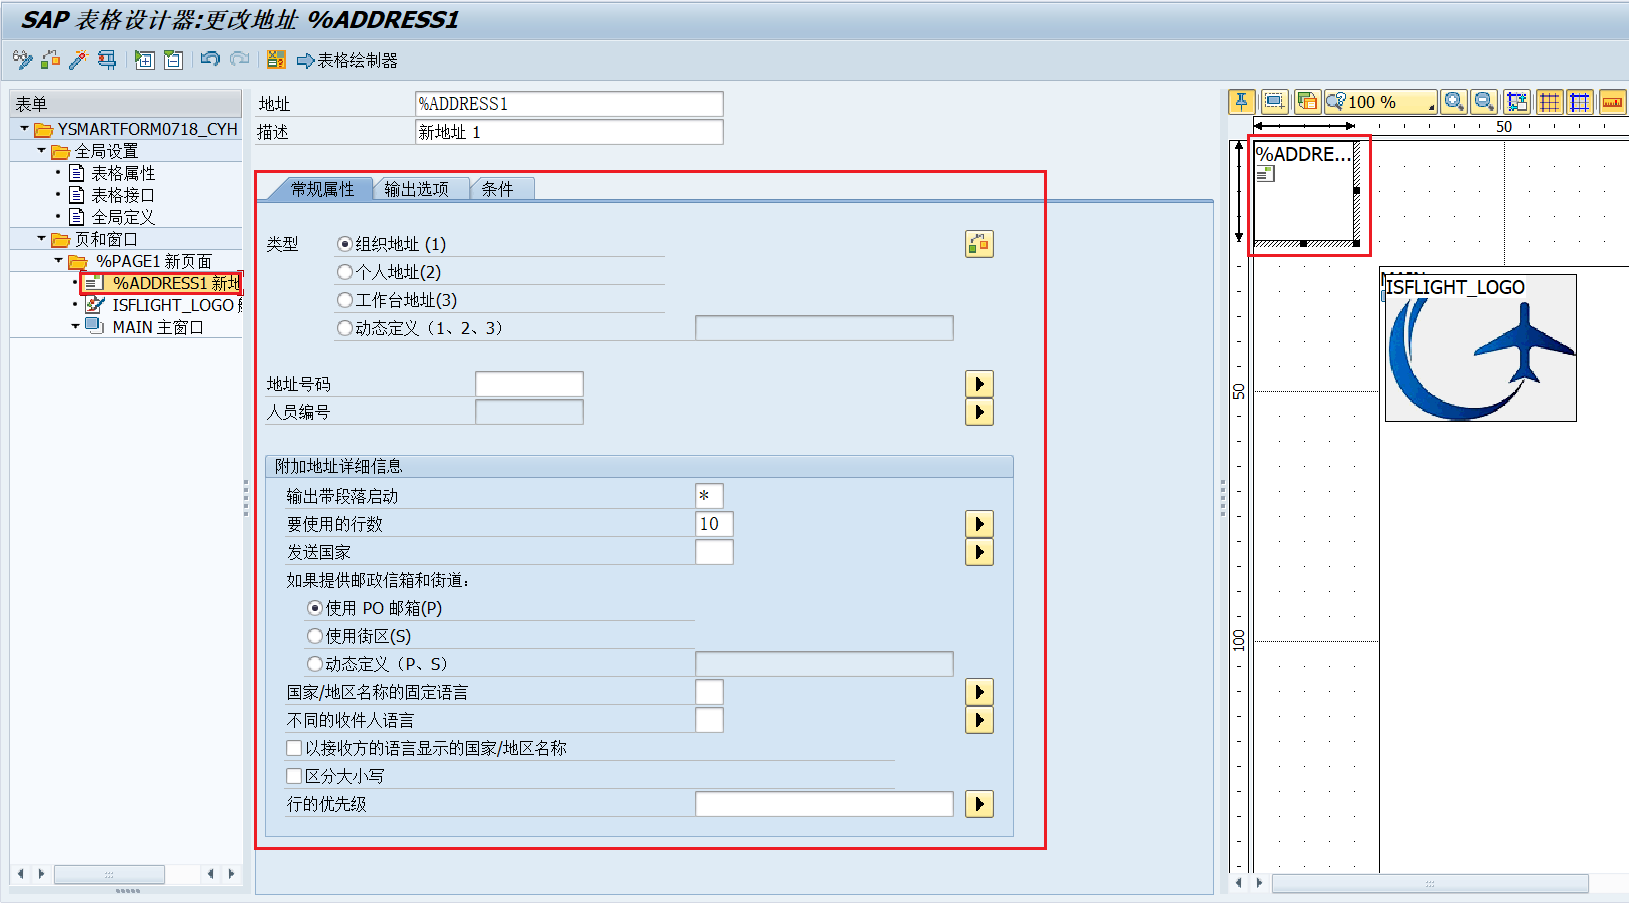 SAP 表格设计器:更改地址 %ADDRESS1
表格绘制器
表单
YSMARTFORM0718_CYH
全局设置
表格属性
表格接口
全局定义
页和窗口
%PAGE1 新页面
%ADDRESS1 新地
ISFLIGHT_LOGO
MAIN 主窗口
地址 %ADDRESS1
描述 新地址 1
常规属性 输出选项 条件
类型 组织地址 (1)
个人地址(2)
工作台地址(3)
动态定义（1、2、3）
地址号码
人员编号
附加地址详细信息
输出带段落启动 *
要使用的行数 10
发送国家
如果提供邮政信箱和街道:
使用 PO 邮箱(P)
使用街区(S)
动态定义（P、S）
国家/地区名称的固定语言
不同的收件人语言
以接收方的语言显示的国家/地区名称
区分大小写
行的优先级
100 %
50
%ADDRE...
MAIN
ISFLIGHT_LOGO
50
100